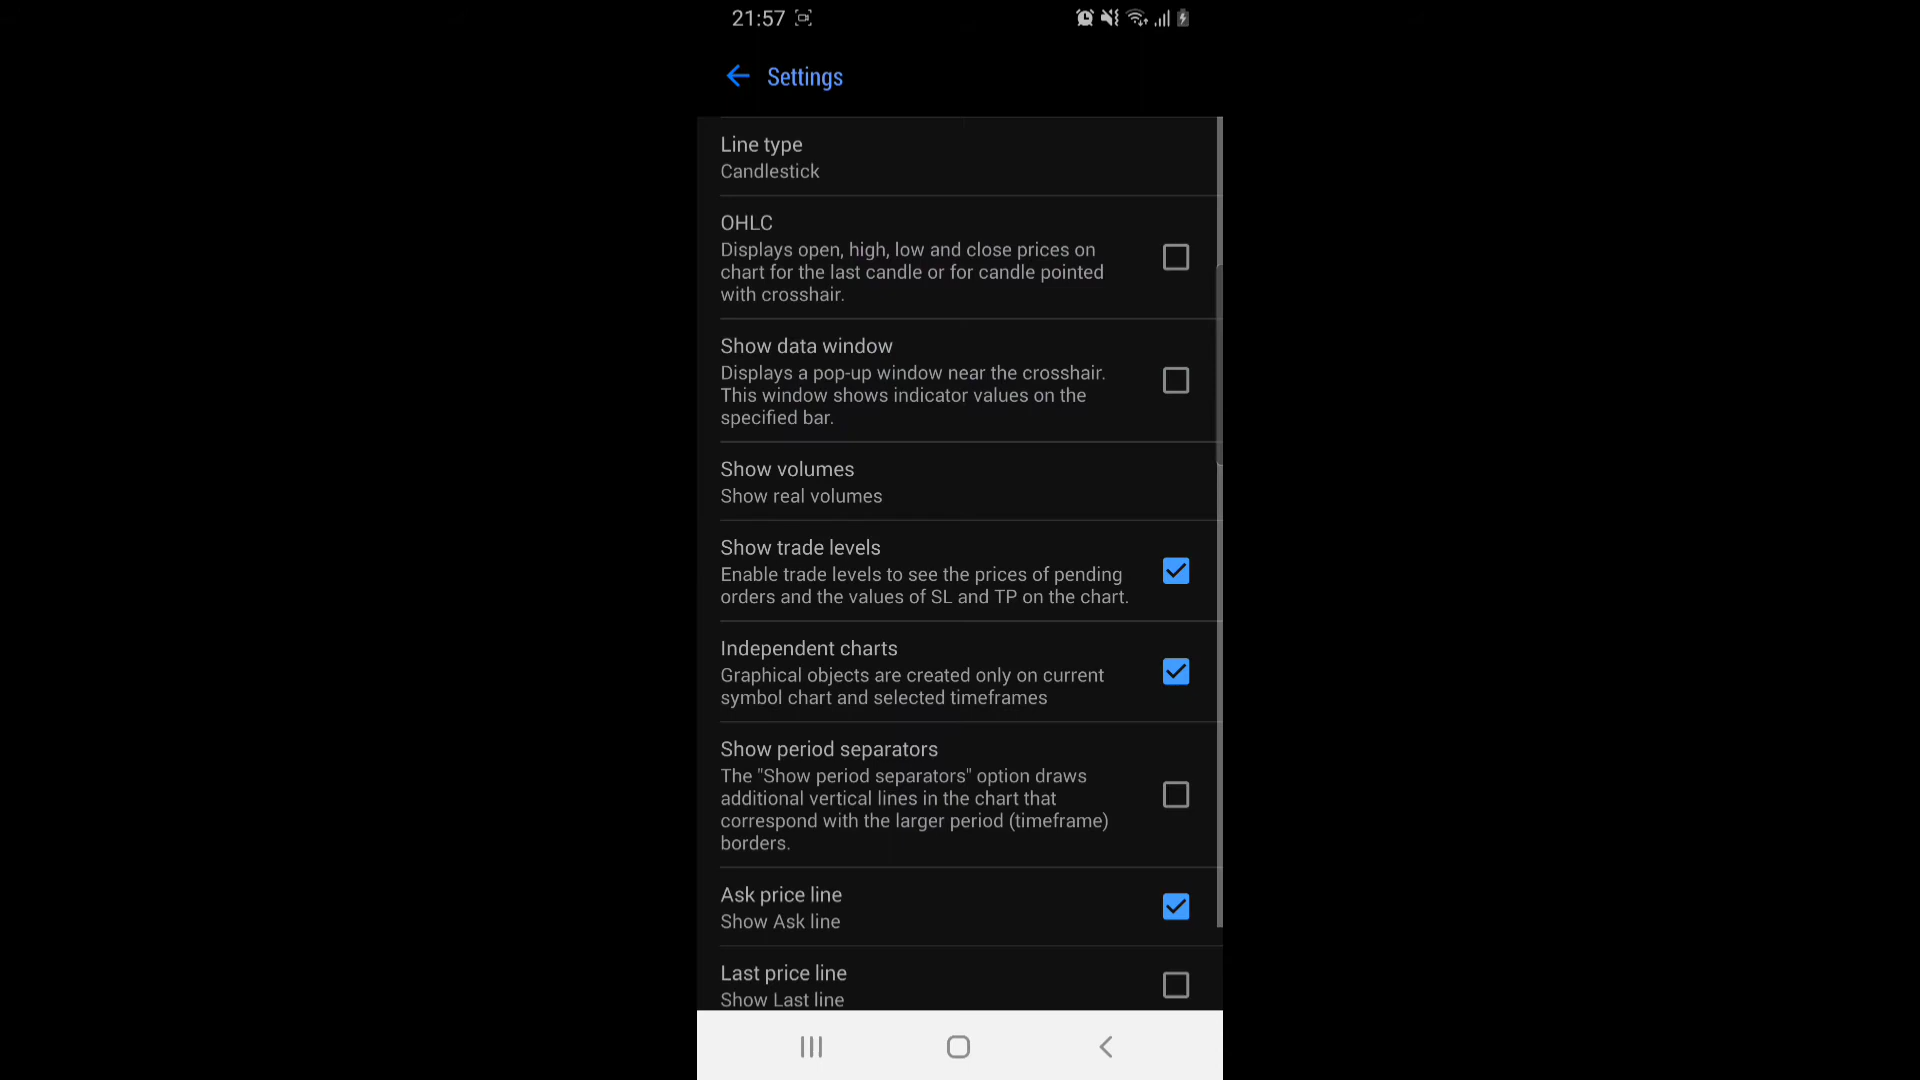 21:57
Settings
Line type
Candlestick
OHLC
Displays open, high, low and close prices on
chart for the last candle or for candle pointed
with crosshair.
Show data window
Displays a pop-up window near the crosshair.
This window shows indicator values on the
specified bar.
Show volumes
Show real volumes
Show trade levels
Enable trade levels to see the prices of pending
orders and the values of SL and TP on the chart.
Independent charts
Graphical objects are created only on current
symbol chart and selected timeframes
Show period separators
The "Show period separators" option draws
additional vertical lines in the chart that
correspond with the larger period (timeframe)
borders.
Ask price line
Show Ask line
Last price line
Show Last line